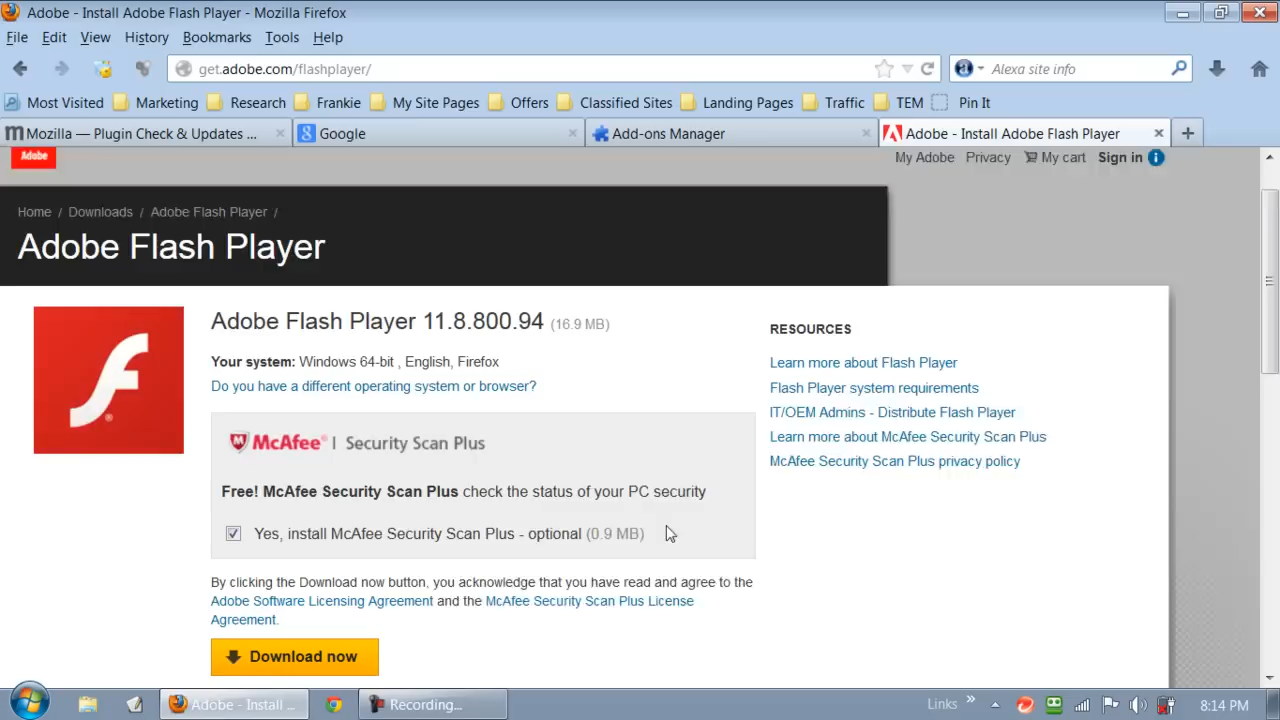 Adobe - Install Adobe Flash Player - Mozilla Firefox
File Edit View History Bookmarks Tools Help
get.adobe.com/flashplayer/
a Alexa site info
Most Visited Marketing Research Frankie My Site Pages Offers Classified Sites Landing Pages Traffic TEM Pin It
m Mozilla — Plugin Check & Updates ... 8 Google Add-ons Manager Adobe - Install Adobe Flash Player
Adobe
My Adobe Privacy My cart Sign in i
Home / Downloads / Adobe Flash Player /
Adobe Flash Player
Adobe Flash Player 11.8.800.94 (16.9 MB)
Your system: Windows 64-bit , English, Firefox
Do you have a different operating system or browser?
McAfee® | Security Scan Plus
Free! McAfee Security Scan Plus check the status of your PC security
Yes, install McAfee Security Scan Plus - optional (0.9 MB)
By clicking the Download now button, you acknowledge that you have read and agree to the
Adobe Software Licensing Agreement and the McAfee Security Scan Plus License
Agreement.
Download now
RESOURCES
Learn more about Flash Player
Flash Player system requirements
IT/OEM Admins - Distribute Flash Player
Learn more about McAfee Security Scan Plus
McAfee Security Scan Plus privacy policy
Adobe - Install ... Recording... Links » 8:14 PM